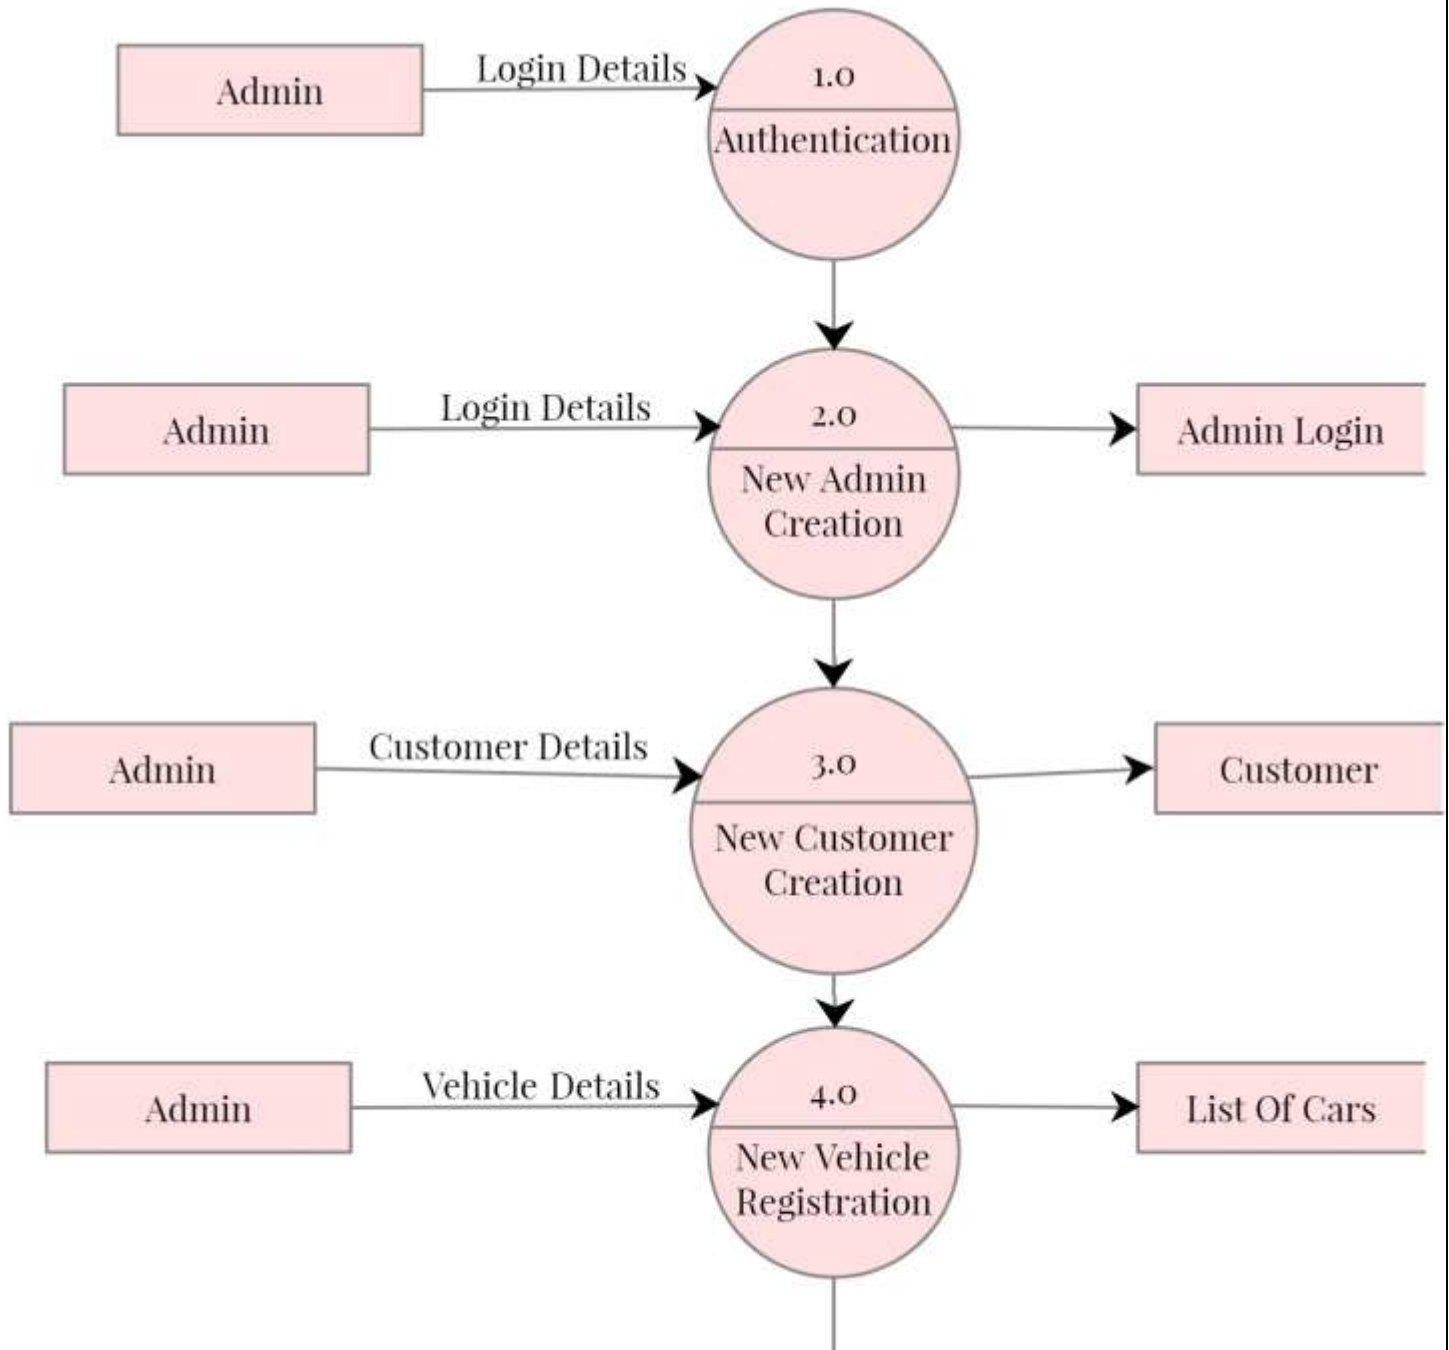 Admin
Login Details
1.0
Authentication
Admin
Login Details
2.0
New Admin
Creation
Admin Login
Admin
Customer Details
3.0
New Customer
Creation
Customer
Admin
Vehicle Details
4.0
New Vehicle
Registration
List Of Cars